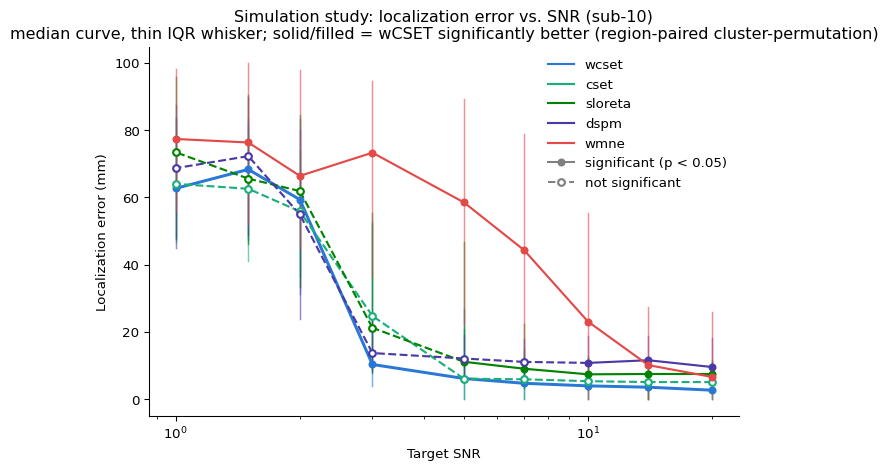 Simulation study: localization error vs. SNR (sub-10)
median curve, thin IQR whisker; solid/filled = wCSET significantly better (region-paired cluster-permutation)
100
80
60
40
20
0
Localization error (mm)
wcset
cset
sloreta
dspm
wmne
significant (p < 0.05)
not significant
10⁰
10¹
Target SNR